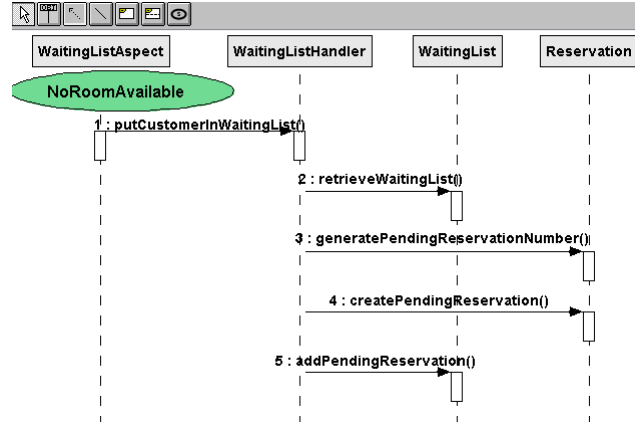 WaitingListAspect WaitingListHandler WaitingList Reservation
NoRoomAvailable
1 : putCustomerInWaitingList()
2 : retrieveWaitingList()
3 : generatePendingReservationNumber()
4 : createPendingReservation()
5 : addPendingReservation()